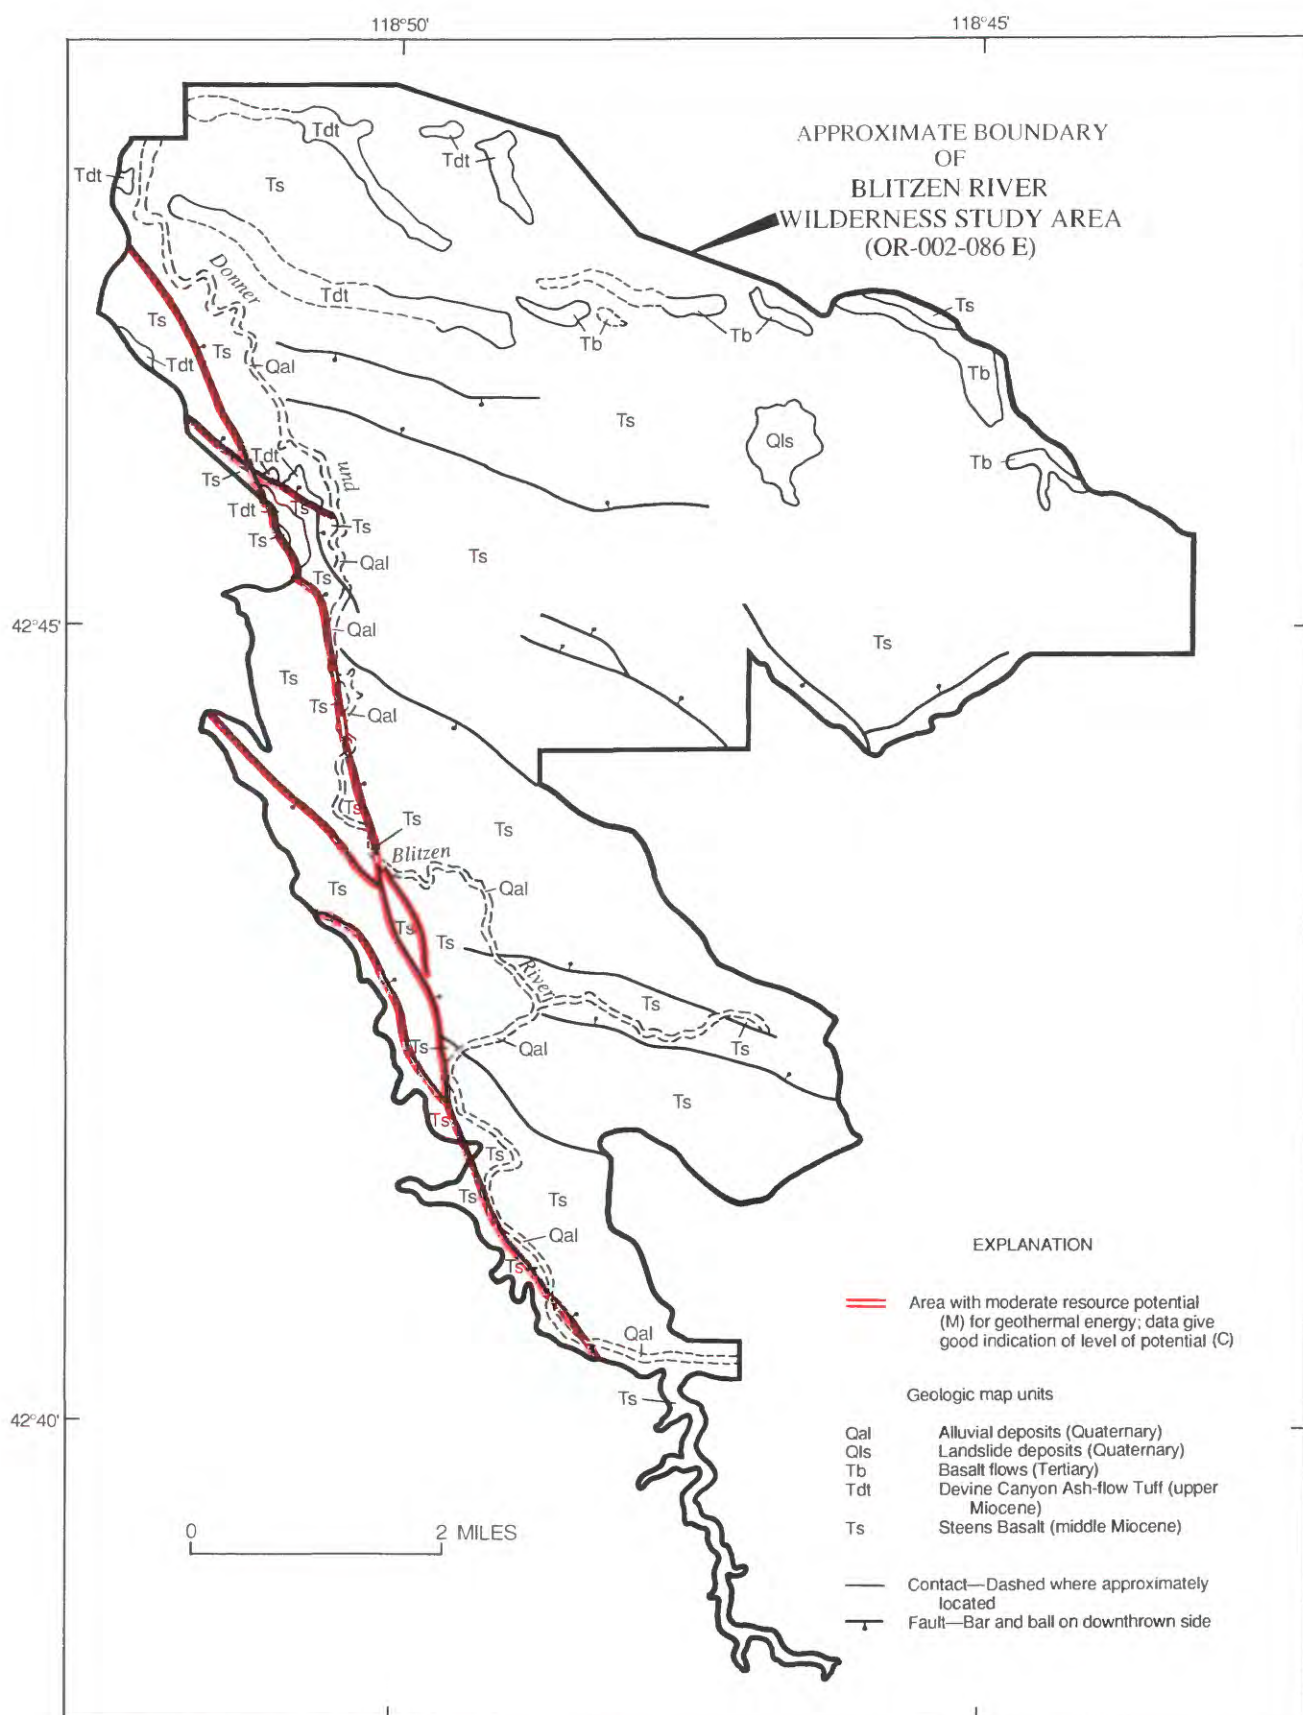 118°50'
118°45'
APPROXIMATE BOUNDARY
OF
BLITZEN RIVER
WILDERNESS STUDY AREA
(OR-002-086 E)
Tdt
Tdt
Tdt
Ts
Donner
Tdt
Ts
Ts
Ts
Tb
Tb
Tdt
Qal
Tb
Ts
Qls
Tdt
und
Tb
Ts
Tdt
Ts
Ts
Ts
Ts
Qal
Ts
42°45'
Qal
Ts
Ts
Ts
Qal
Ts
Ts
Ts
Blitzen
Ts
Qal
Ts
Ts
River
Ts
Ts
Qal
Ts
Ts
Ts
Ts
Ts
Ts
Qal
Ts
Qal
Ts
42°40'
EXPLANATION
Area with moderate resource potential
(M) for geothermal energy; data give
good indication of level of potential (C)
Geologic map units
Qal Alluvial deposits (Quaternary)
Qls Landslide deposits (Quaternary)
Tb Basalt flows (Tertiary)
Tdt Devine Canyon Ash-flow Tuff (upper
Miocene)
Ts Steens Basalt (middle Miocene)
0 2 MILES
Contact—Dashed where approximately
located
Fault—Bar and ball on downthrown side